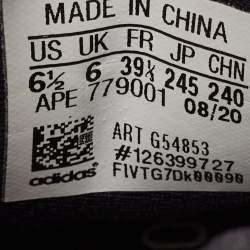 MADE IN CHINA
US UK FR JP CHN
6½ 6 39⅓ 245 240
APE 779001 08/20
ART G54853
#126399727
adidas FIVTG7Dk00090